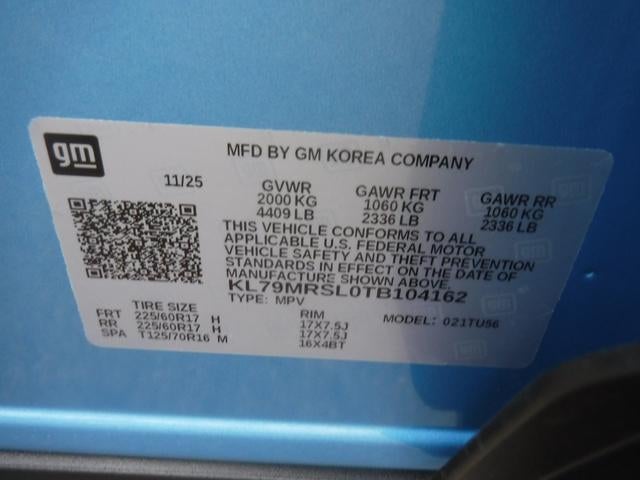 gm
MFD BY GM KOREA COMPANY
11/25
GVWR GAWR FRT GAWR RR
2000 KG 1060 KG 1060 KG
4409 LB 2336 LB 2336 LB
THIS VEHICLE CONFORMS TO ALL
APPLICABLE U.S. FEDERAL MOTOR
VEHICLE SAFETY AND THEFT PREVENTION
STANDARDS IN EFFECT ON THE DATE OF
MANUFACTURE SHOWN ABOVE.
KL79MRSL0TB104162
TYPE: MPV
TIRE SIZE RIM MODEL: 021TU56
FRT 225/60R17 H 17X7.5J
RR 225/60R17 H 17X7.5J
SPA T125/70R16 M 16X4BT